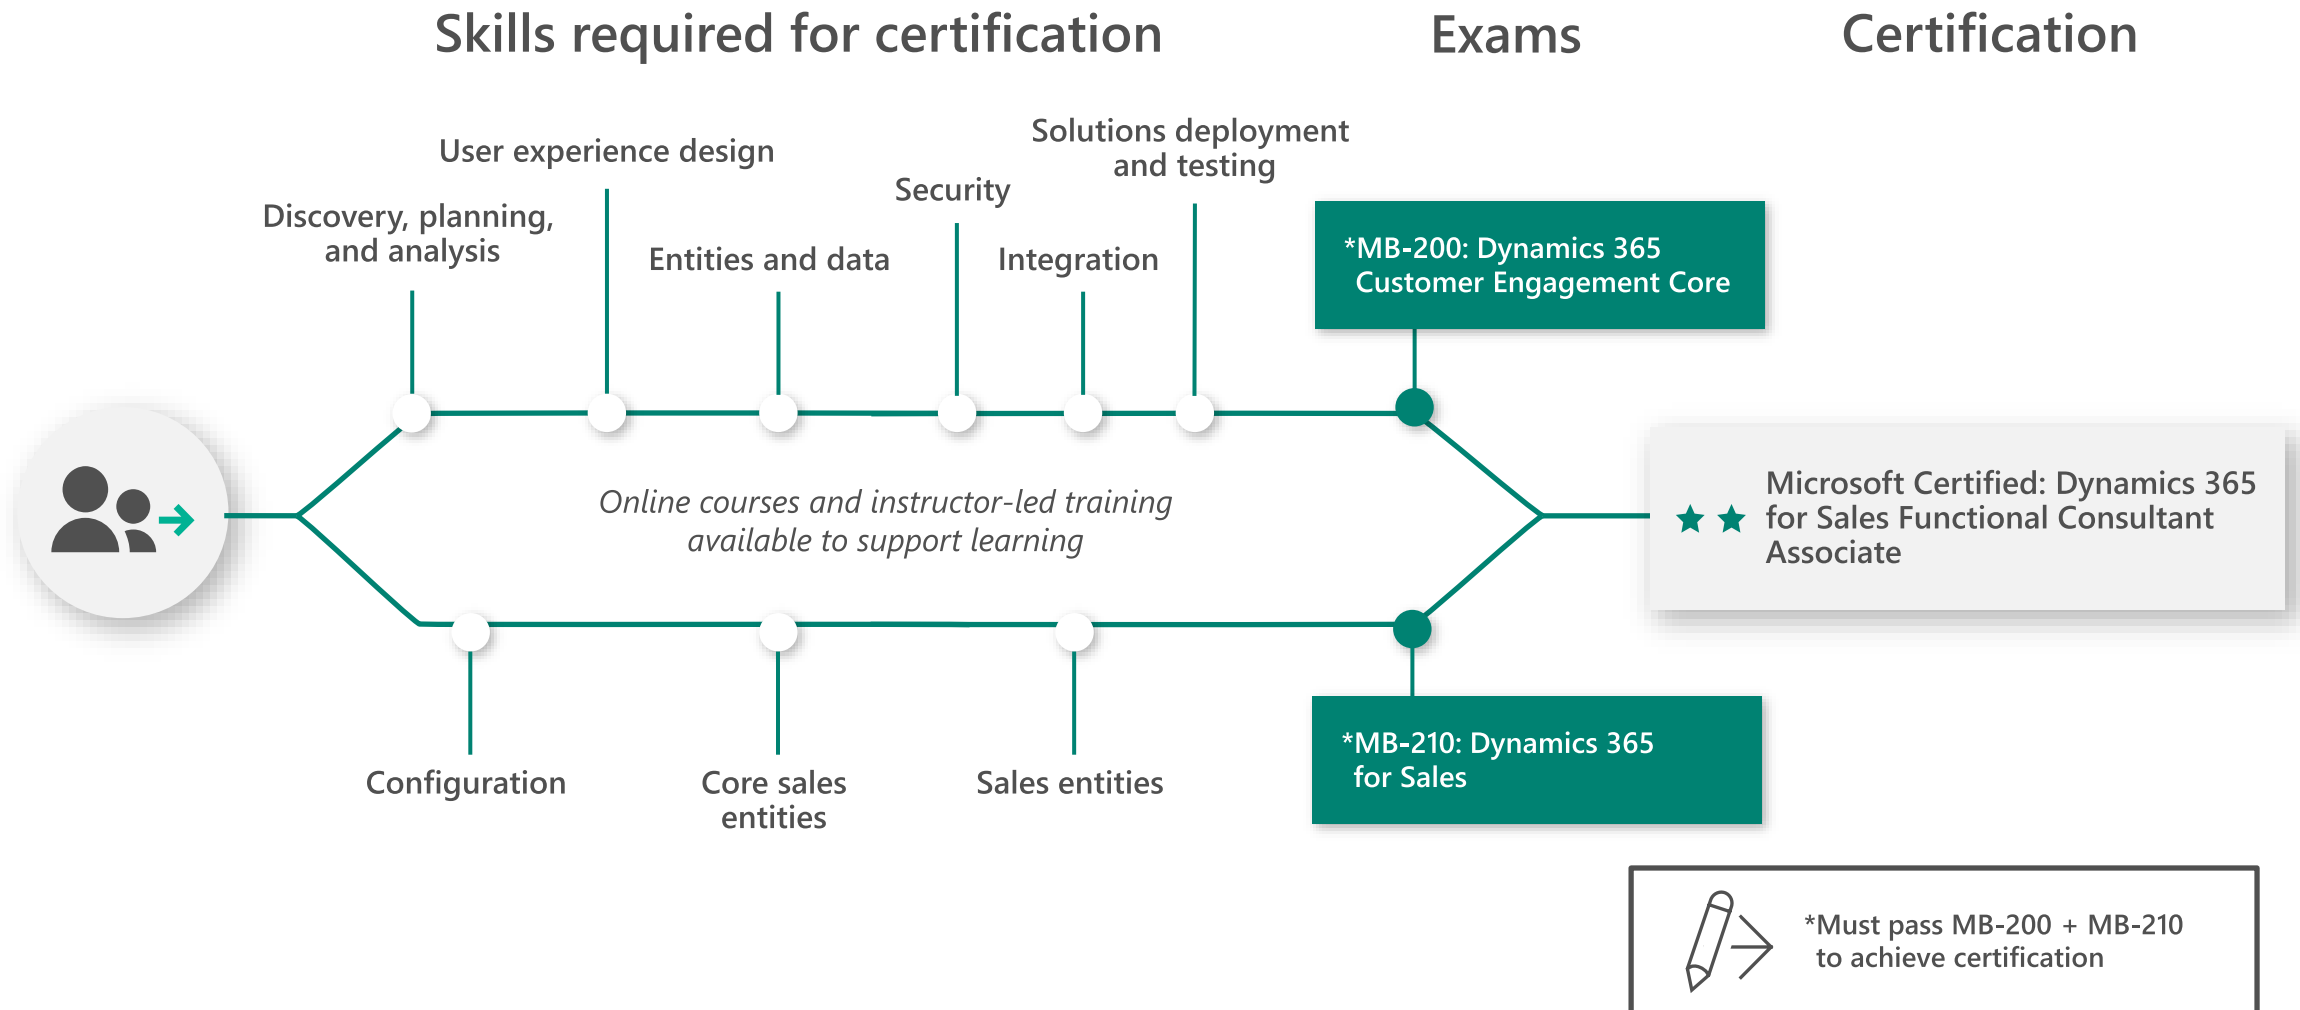 Skills required for certification
Exams
Certification
Discovery, planning,
and analysis
User experience design
Entities and data
Security
Integration
Solutions deployment
and testing
*MB-200: Dynamics 365
Customer Engagement Core
Online courses and instructor-led training
available to support learning
Microsoft Certified: Dynamics 365
for Sales Functional Consultant
Associate
Configuration
Core sales
entities
Sales entities
*MB-210: Dynamics 365
for Sales
*Must pass MB-200 + MB-210
to achieve certification